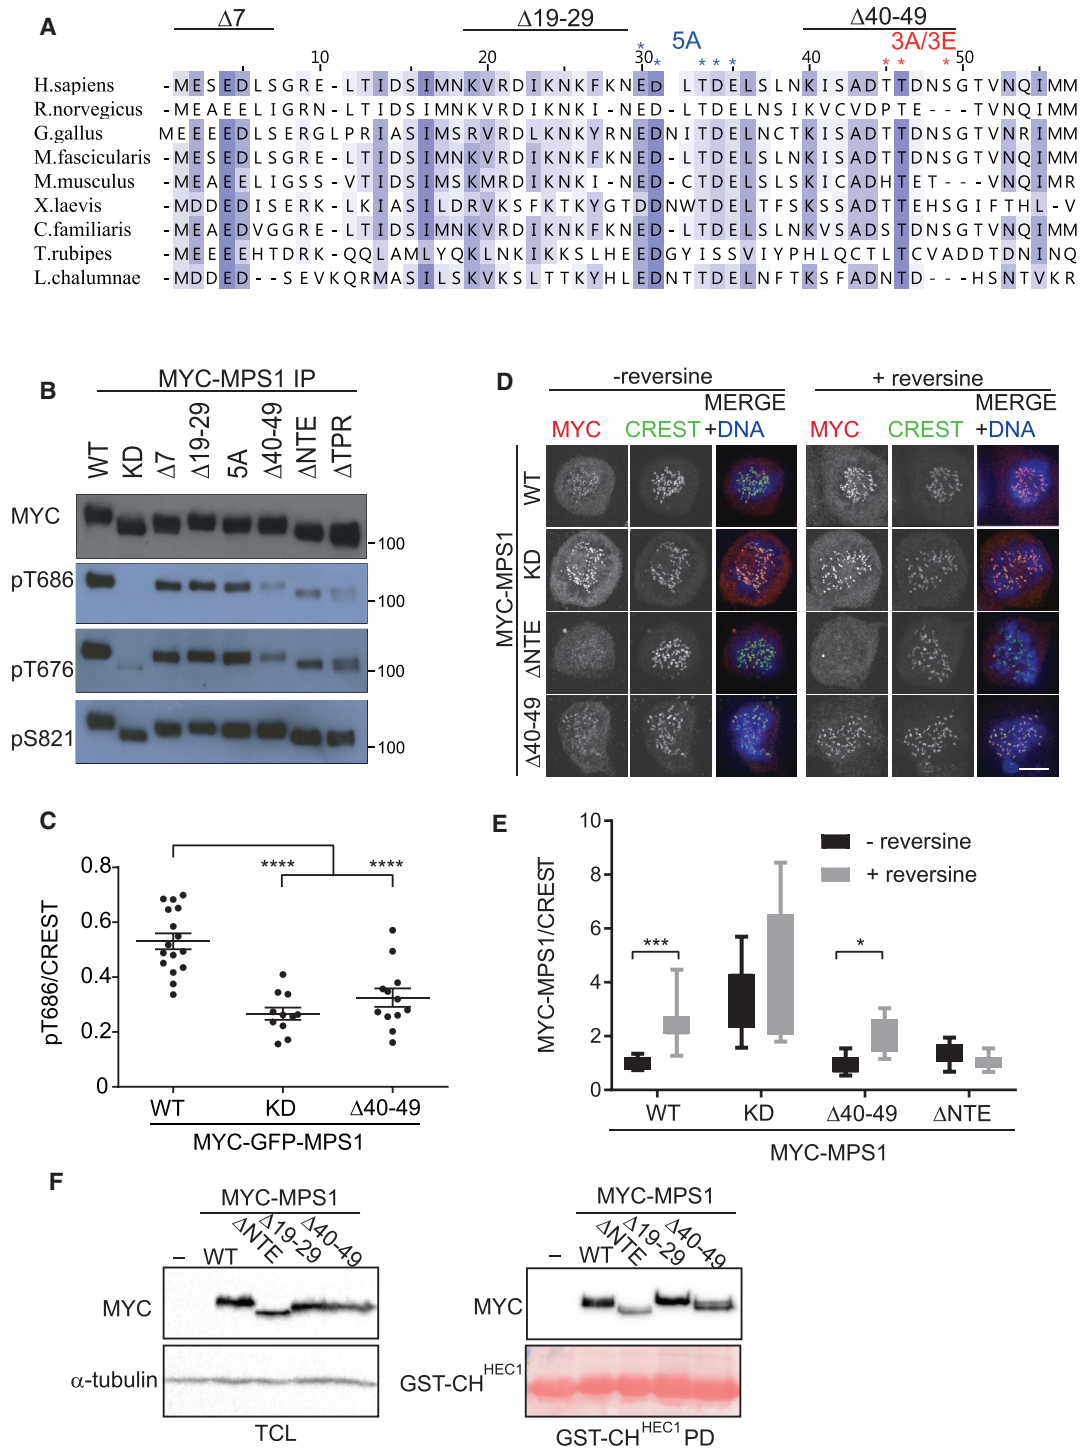 A
Δ7
Δ19-29
Δ40-49
5A
3A/3E
10
20
30
40
50
* * * * *
* * *
H.sapiens - M E S E D L S G R E - L T I D S I M N K V R D I K N K F K N E D - L T D E L S L N K I S A D T T D N S G T V N Q I M M
R.norvegicus - M E A E E L I G N R - L T I D S I M N K V R D I K N K I - N E D - L T D E L N S I K V C V D P T E - - T V N Q I M M
G.gallus M E E E E D L S E R G L P R I A S I M S R V R D L K N K Y R N E D N I T D E L N C T K I S A D T T D N S G T V N R I M M
M.fascicularis - M E S E D L S G R E - L T I D S I M N K V R D I K N K F K N E D - L T D E L S L N K I S A D T T D N S G T V N Q I M M
M.musculus - M E A E E L I G S S - V T I D S I M S K M R D I K N K I - N E D - C T D E L S L S K I C A D H T E T - - - V N Q I M R
X.laevis - M D D E D I S E R K - L K I A S I L D R V K S F K T K Y G T D D N W T D E L T F S K S S A D T T E H S G I F T H L - V
C.familiaris - M E A E D V G G R E - L T I D S I M N K V R D I K N K F K N E D - L T D E L S L N K V S A D S T D N S G T V N Q I M M
T.rubipes - M E E E E H T D R K - Q Q L A M L Y Q K L N K I K K S L H E E D G Y I S S V I Y P H L Q C T L T C V A D D T D N I N Q
L.chalumnae - M D D E D - - S E V K Q R M A S I L S K V K S L T T K Y H L E D N T T D E L N F T K S F A D N T D - - - H S N T V K R
B
MYC-MPS1 IP
WT KD Δ7 Δ19-29 5A Δ40-49 ΔNTE ΔTPR
MYC
100
pT686
100
pT676
100
pS821
100
D
-reversine
+ reversine
MERGE
MERGE
MYC CREST +DNA
MYC CREST +DNA
MYC-MPS1
WT
KD
ΔNTE
Δ40-49
C
**** ****
pT686/CREST
0.8
0.6
0.4
0.2
0
WT KD Δ40-49
MYC-GFP-MPS1
E
- reversine
+ reversine
MYC-MPS1/CREST
10
8
6
4
2
0
***
*
WT KD Δ40-49 ΔNTE
MYC-MPS1
F
MYC-MPS1
– WT ΔNTE Δ19-29 Δ40-49
MYC
α-tubulin
TCL
MYC-MPS1
– WT ΔNTE Δ19-29 Δ40-49
MYC
GST-CHHEC1
GST-CHHEC1 PD